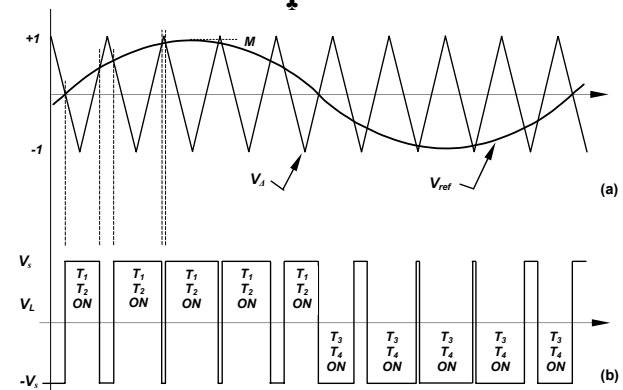 ♣
+1
M
-1
V_Δ
V_ref
(a)
V_s
T_1 T_1 T_1 T_1 T_1
T_2 T_2 T_2 T_2 T_2
ON ON ON ON ON
V_L
T_3 T_3 T_3 T_3 T_3
T_4 T_4 T_4 T_4 T_4
ON ON ON ON ON
-V_s
(b)